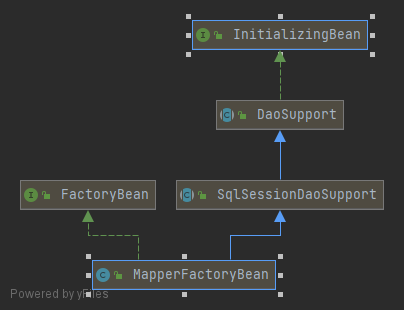 InitializingBean
DaoSupport
FactoryBean
SqlSessionDaoSupport
MapperFactoryBean
Powered by yFiles